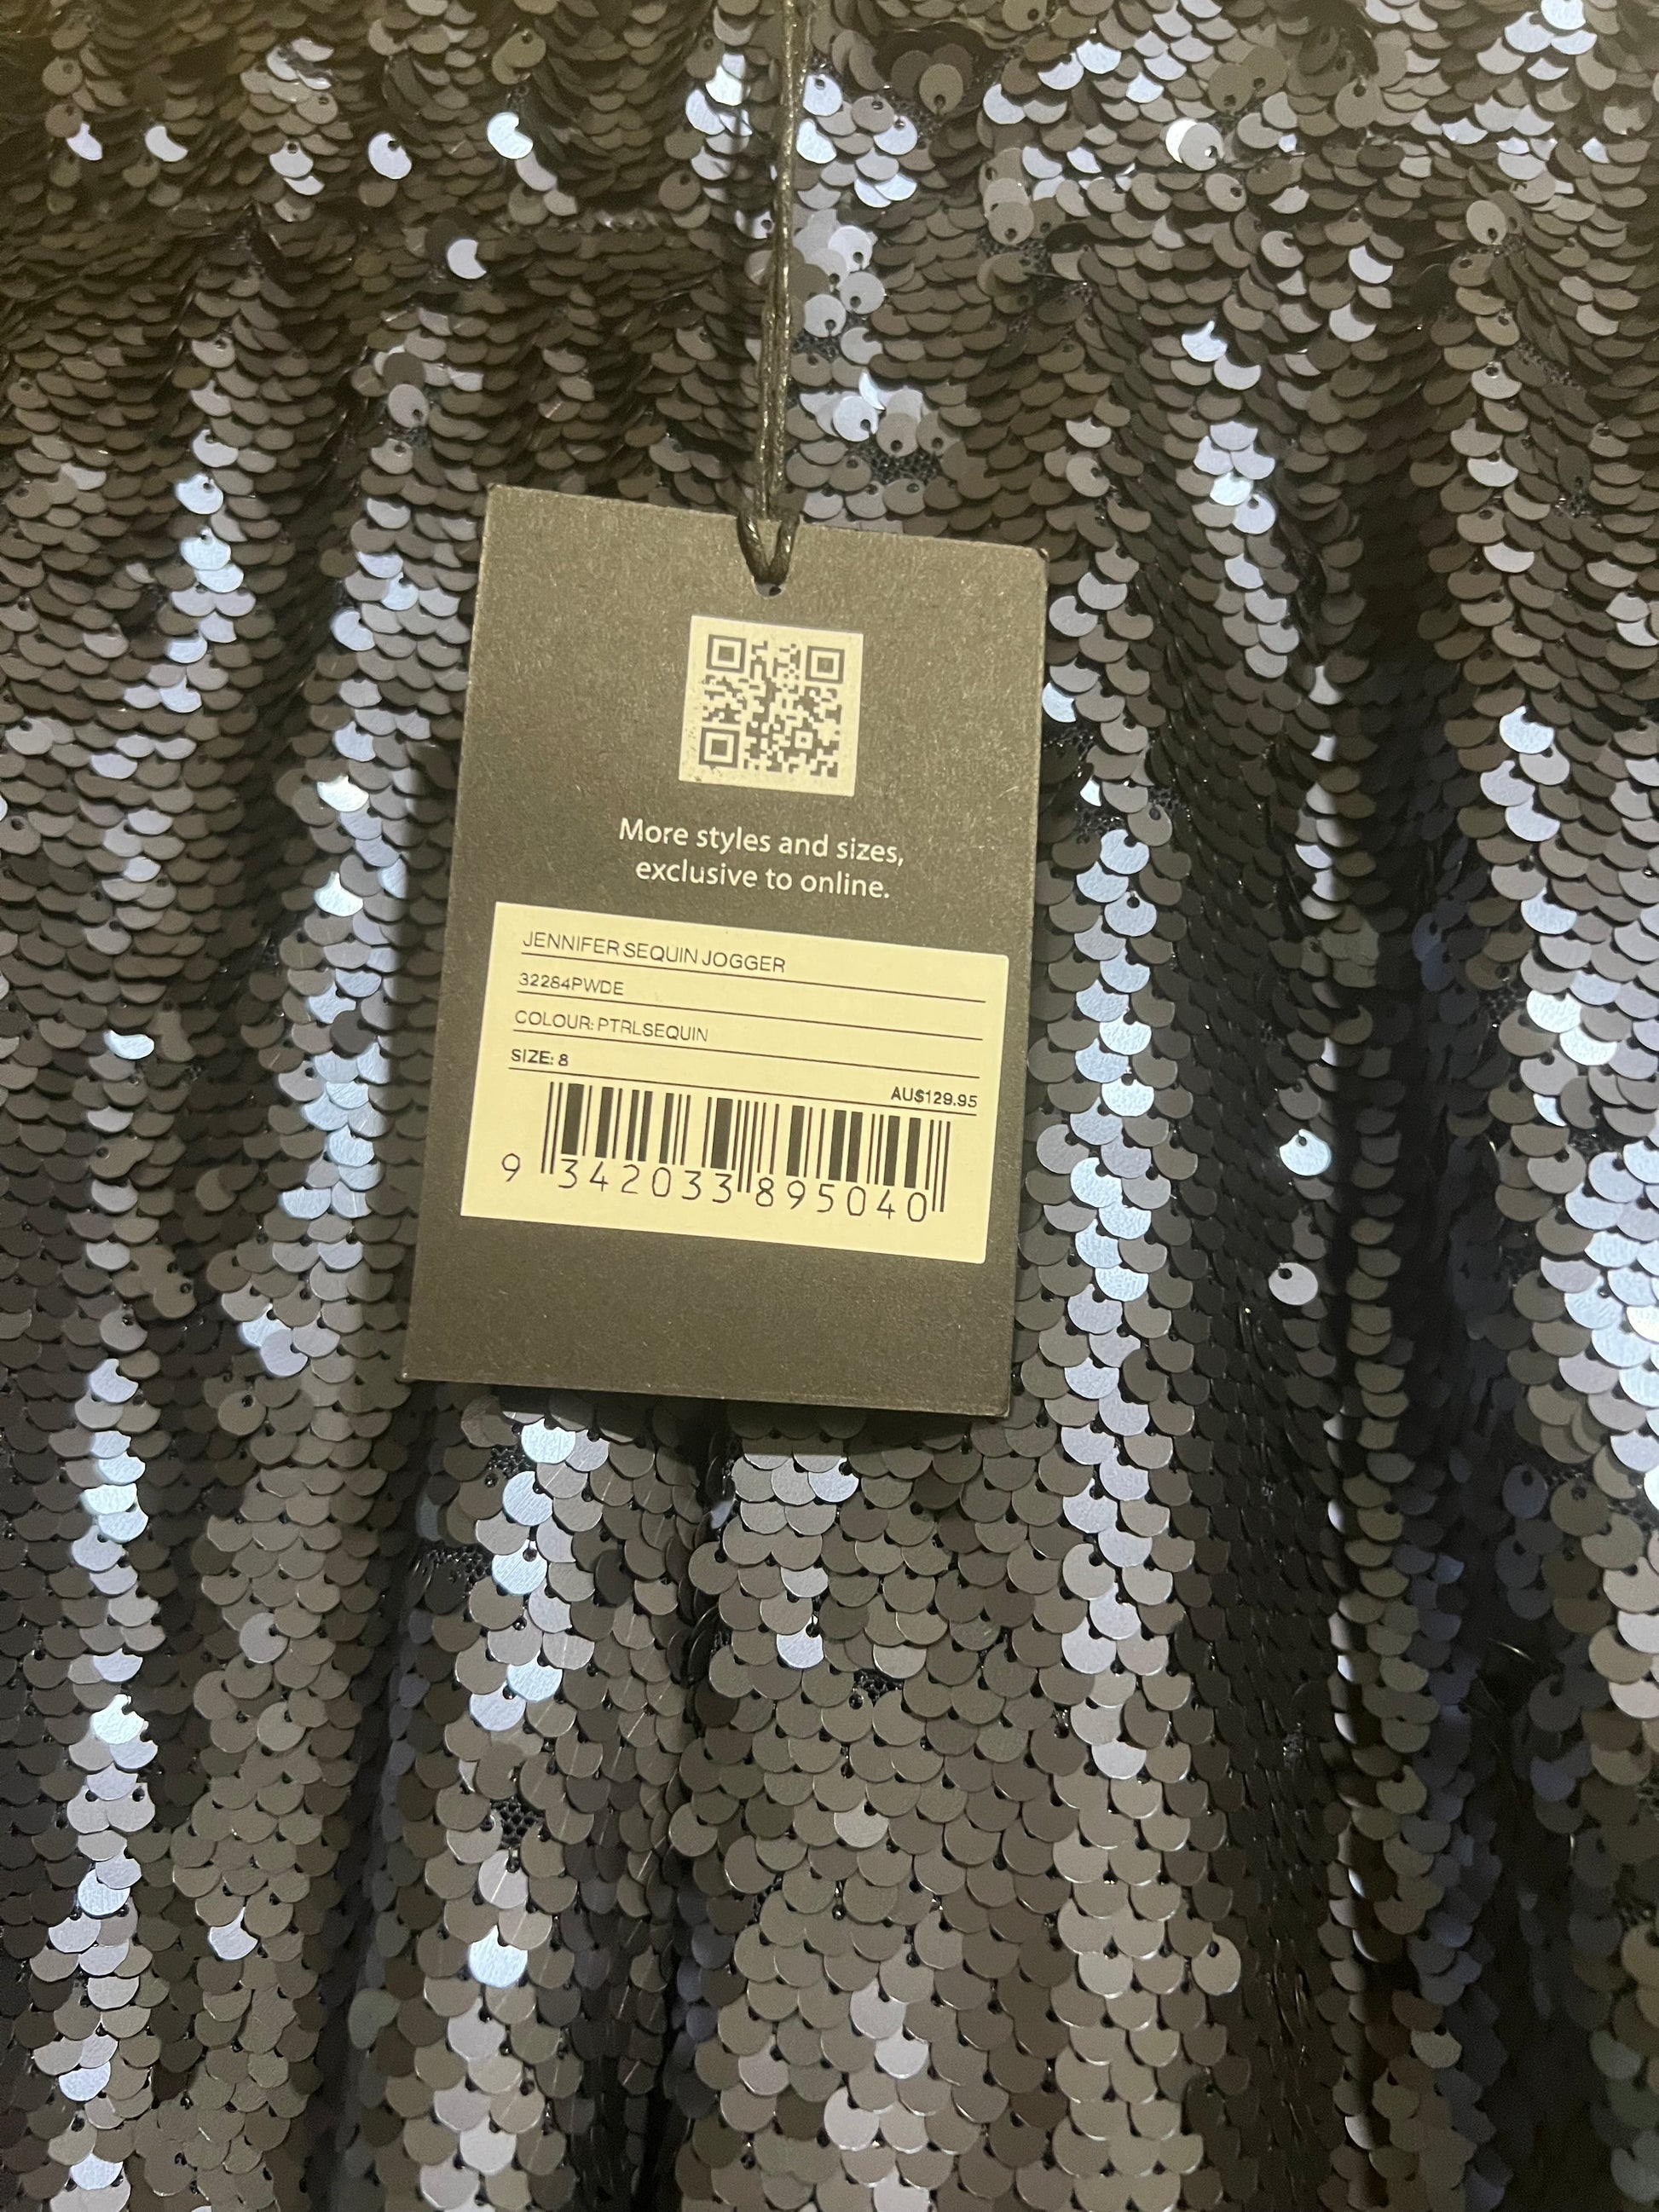 More styles and sizes,
exclusive to online.
JENNIFER SEQUIN JOGGER
32284PWDE
COLOUR: PTRLSEQUIN
SIZE: 8
AU$129.95
9 342033 895040